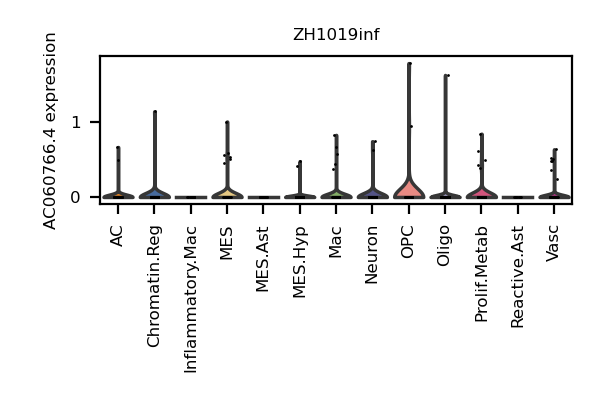 ZH1019inf
AC060766.4 expression
1
0
AC
Chromatin.Reg
Inflammatory.Mac
MES
MES.Ast
MES.Hyp
Mac
Neuron
OPC
Oligo
Prolif.Metab
Reactive.Ast
Vasc